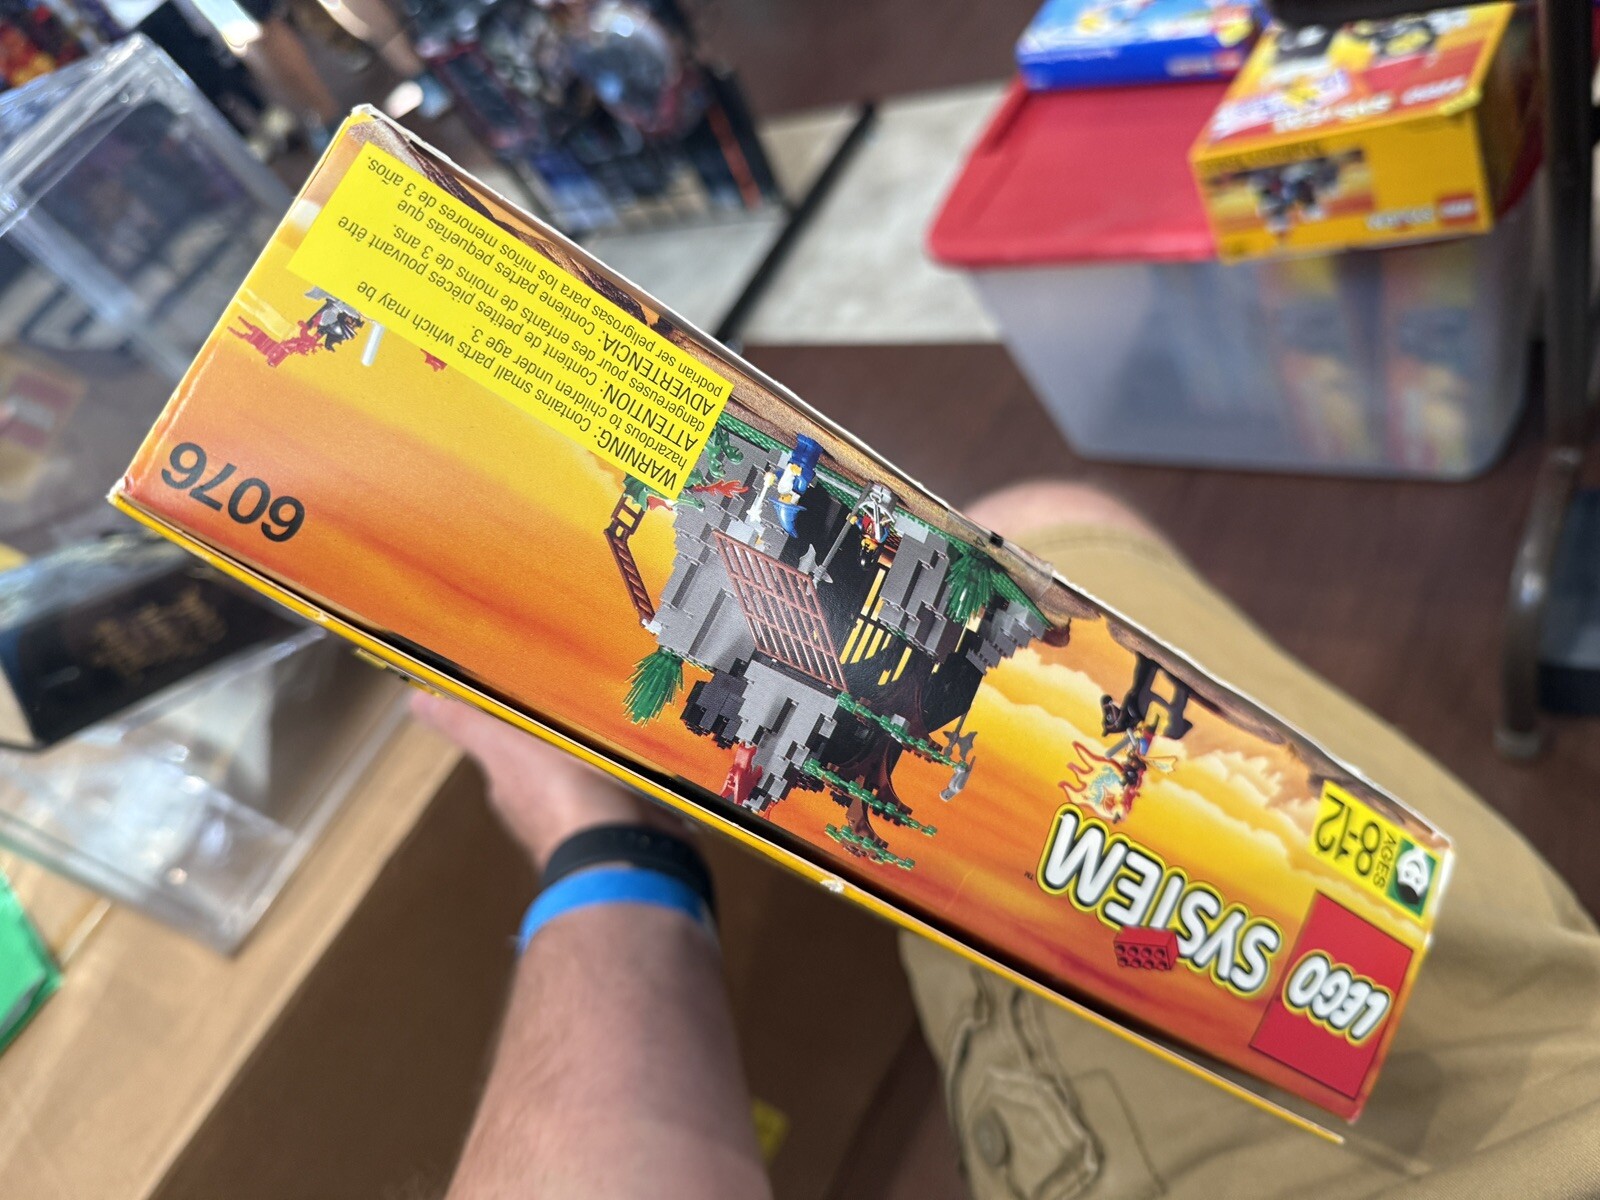 LEGO
SYSTEM™
AGES
8-12
6076
WARNING: Contains small parts which may be
hazardous to children under age 3.
ATTENTION: Contient de petites pièces pouvant être
dangereuses pour des enfants de moins de 3 ans.
ADVERTENCIA: Contiene partes pequeñas que
podrían ser peligrosas para los niños menores de 3 años.